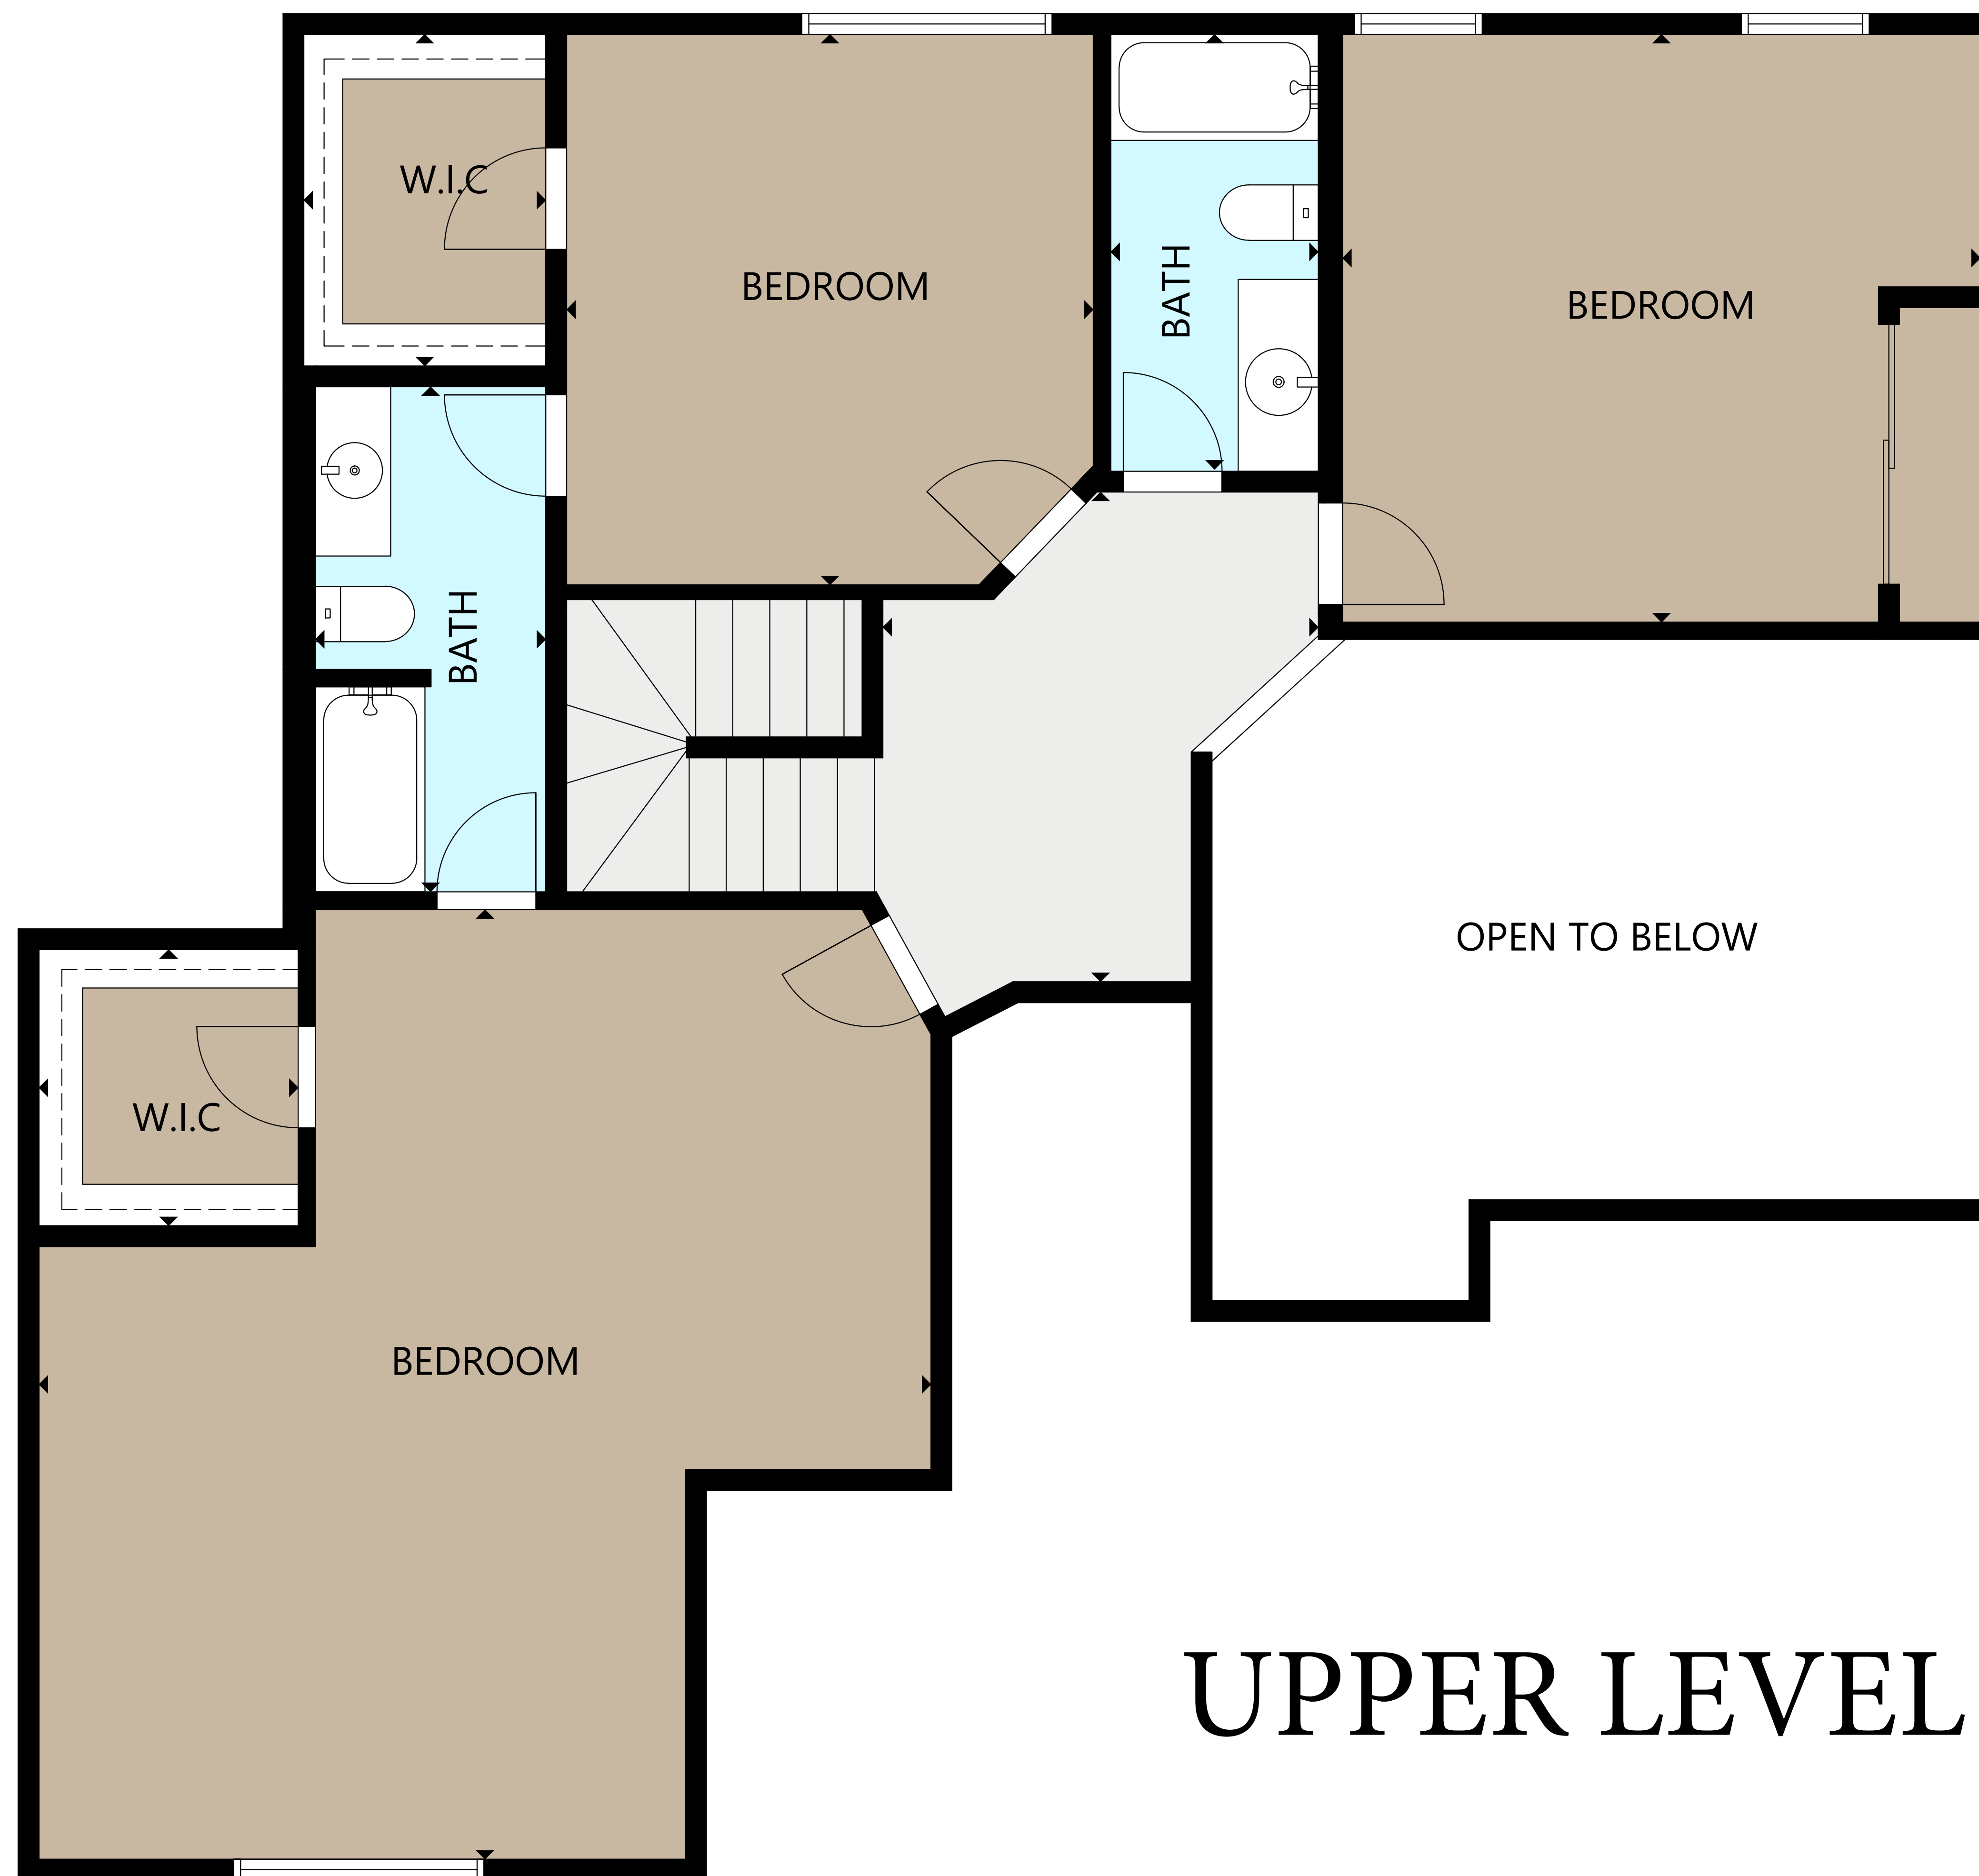 W.I.C
BEDROOM
BATH
BEDROOM
BATH
OPEN TO BELOW
W.I.C
BEDROOM
UPPER LEVEL